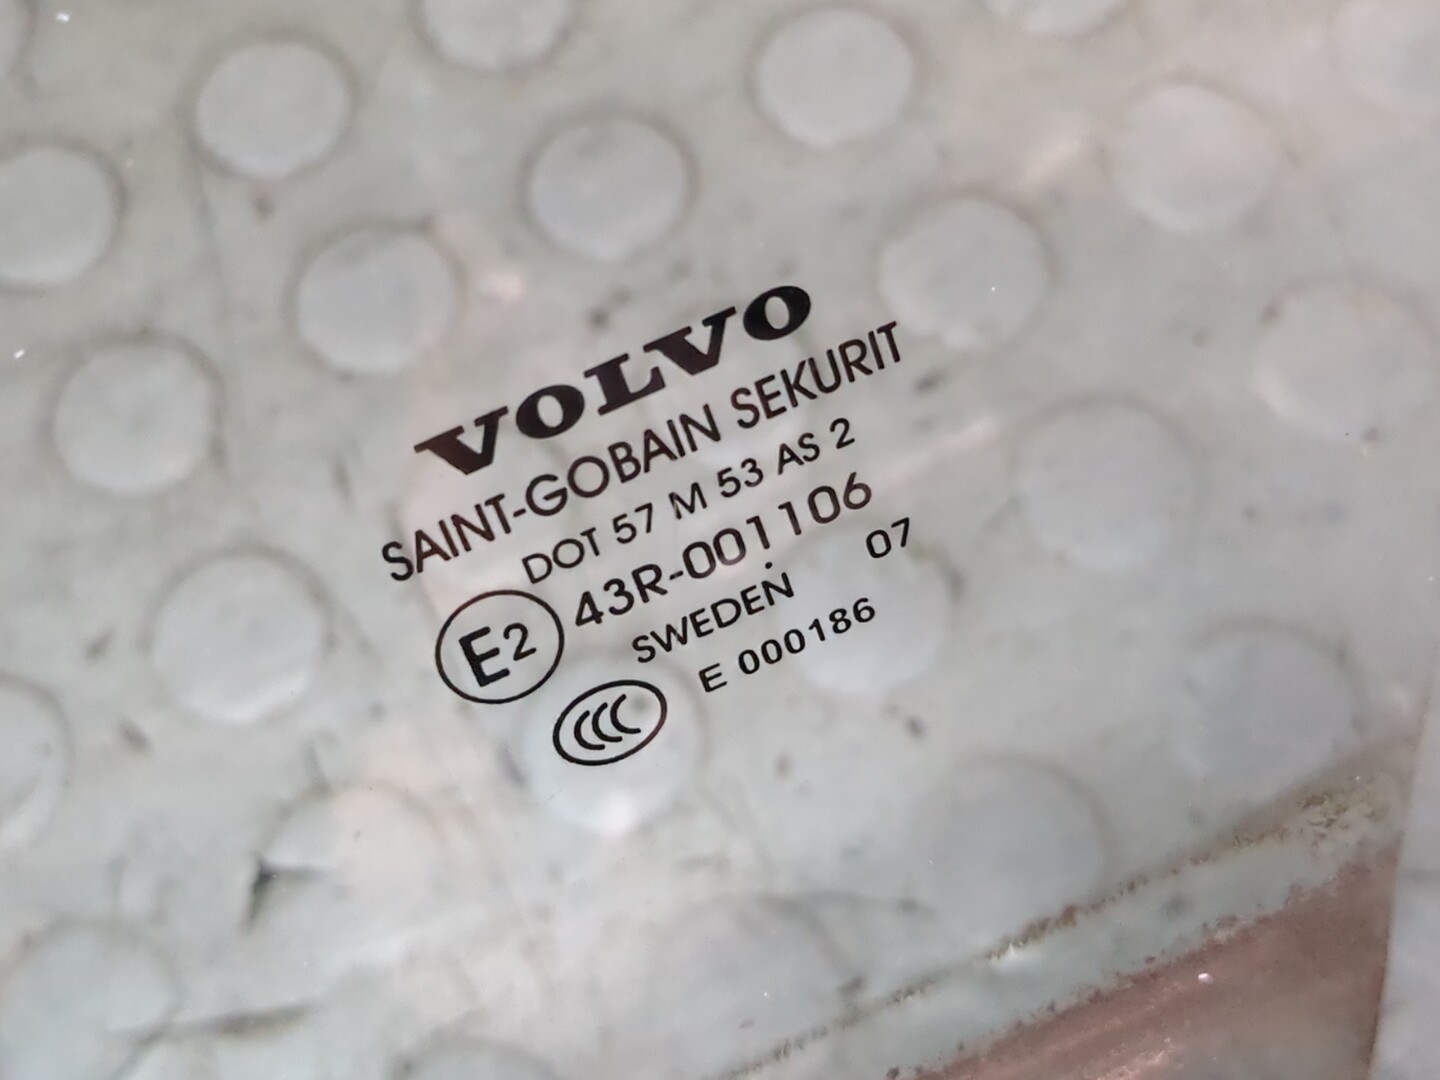 VOLVO
SAINT-GOBAIN SEKURIT
DOT 57 M 53 AS 2
E2 43R-001106
SWEDEN 07
CCC E 000186